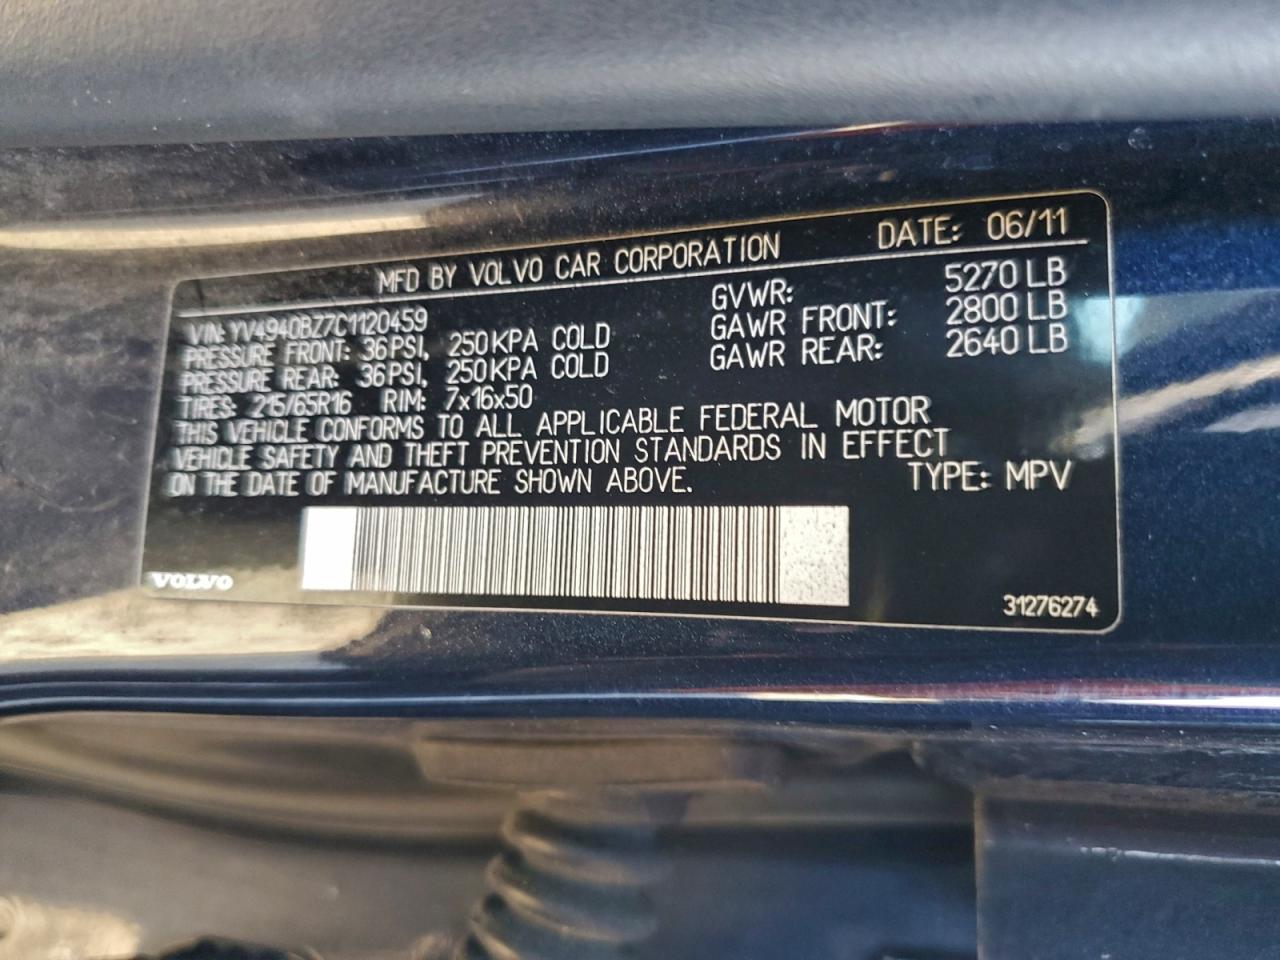 MFD BY VOLVO CAR CORPORATION DATE: 06/11
VIN: YV4940BZ7C1120459 GVWR: 5270 LB
PRESSURE FRONT: 36 PSI, 250 KPA COLD GAWR FRONT: 2800 LB
PRESSURE REAR: 36 PSI, 250 KPA COLD GAWR REAR: 2640 LB
TIRES: 215/65R16 RIM: 7x16x50
THIS VEHICLE CONFORMS TO ALL APPLICABLE FEDERAL MOTOR
VEHICLE SAFETY AND THEFT PREVENTION STANDARDS IN EFFECT
ON THE DATE OF MANUFACTURE SHOWN ABOVE. TYPE: MPV
VOLVO
31276274